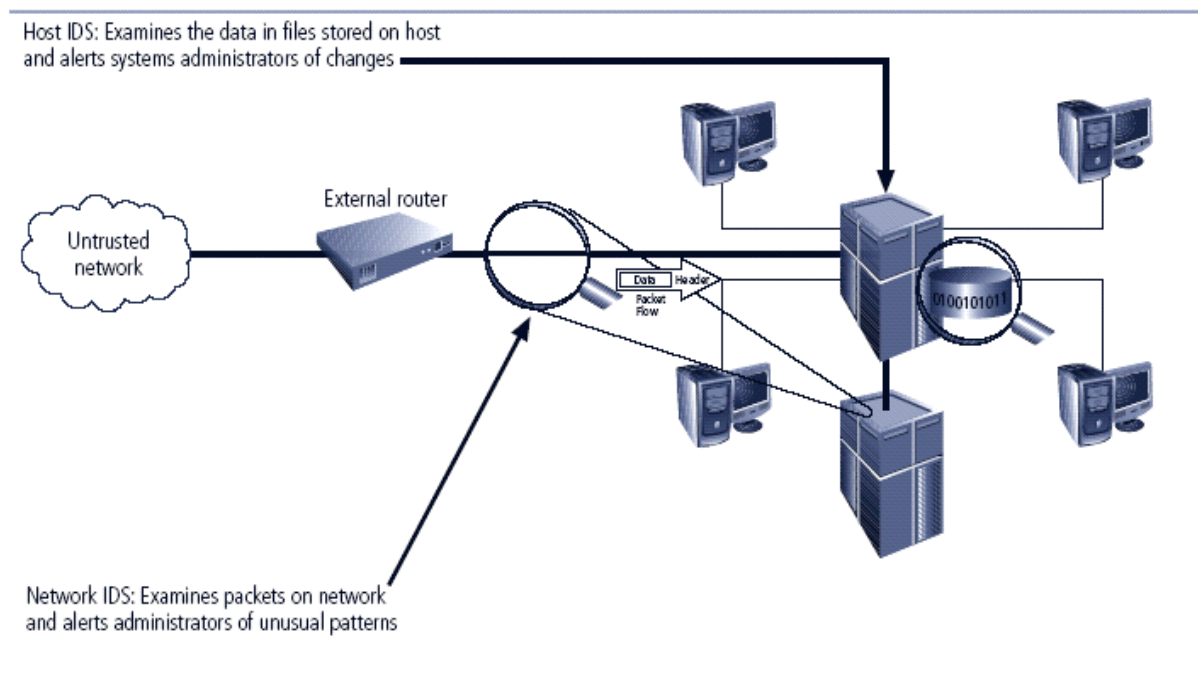 Host IDS: Examines the data in files stored on host
and alerts systems administrators of changes
External router
Untrusted
network
Data
Header
Packet
Flow
0100101011
Network IDS: Examines packets on network
and alerts administrators of unusual patterns